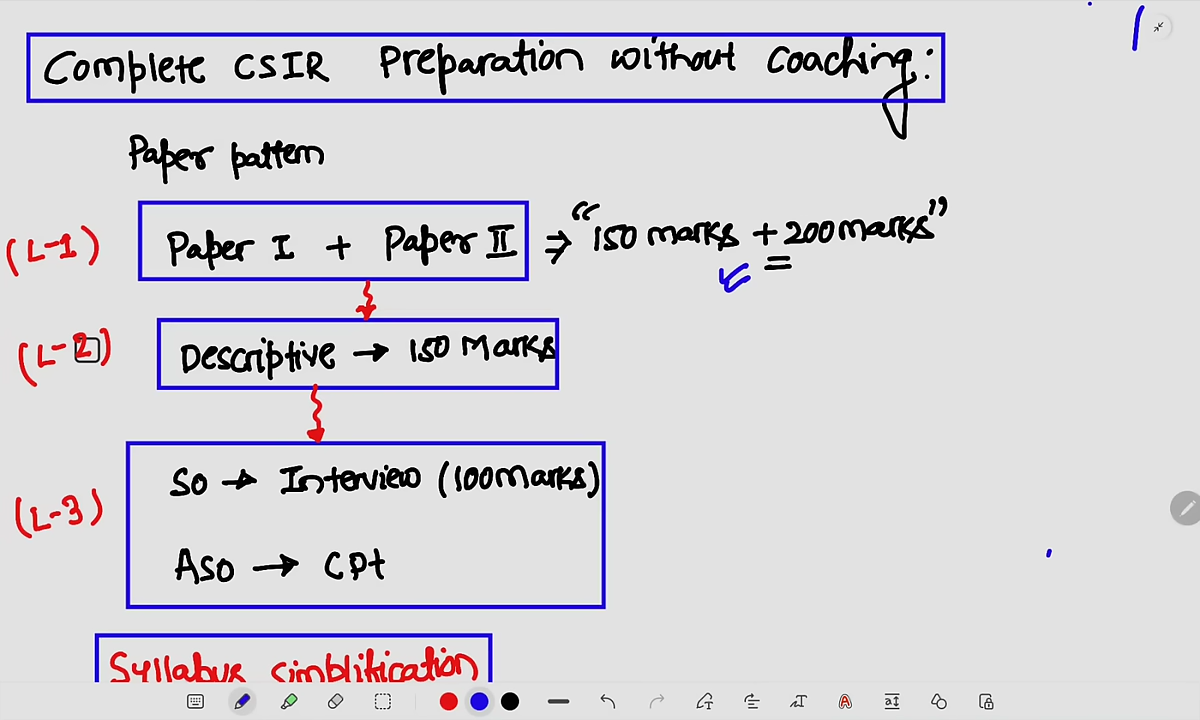 Complete CSIR Preparation without coaching:
Paper pattern
(L-1) Paper I + Paper II ⇒ "150 marks + 200 marks"
(L-2) Descriptive → 150 Marks
(L-3)
SO → Interview (100 Marks)
ASO → CPt
Syllabus simplification